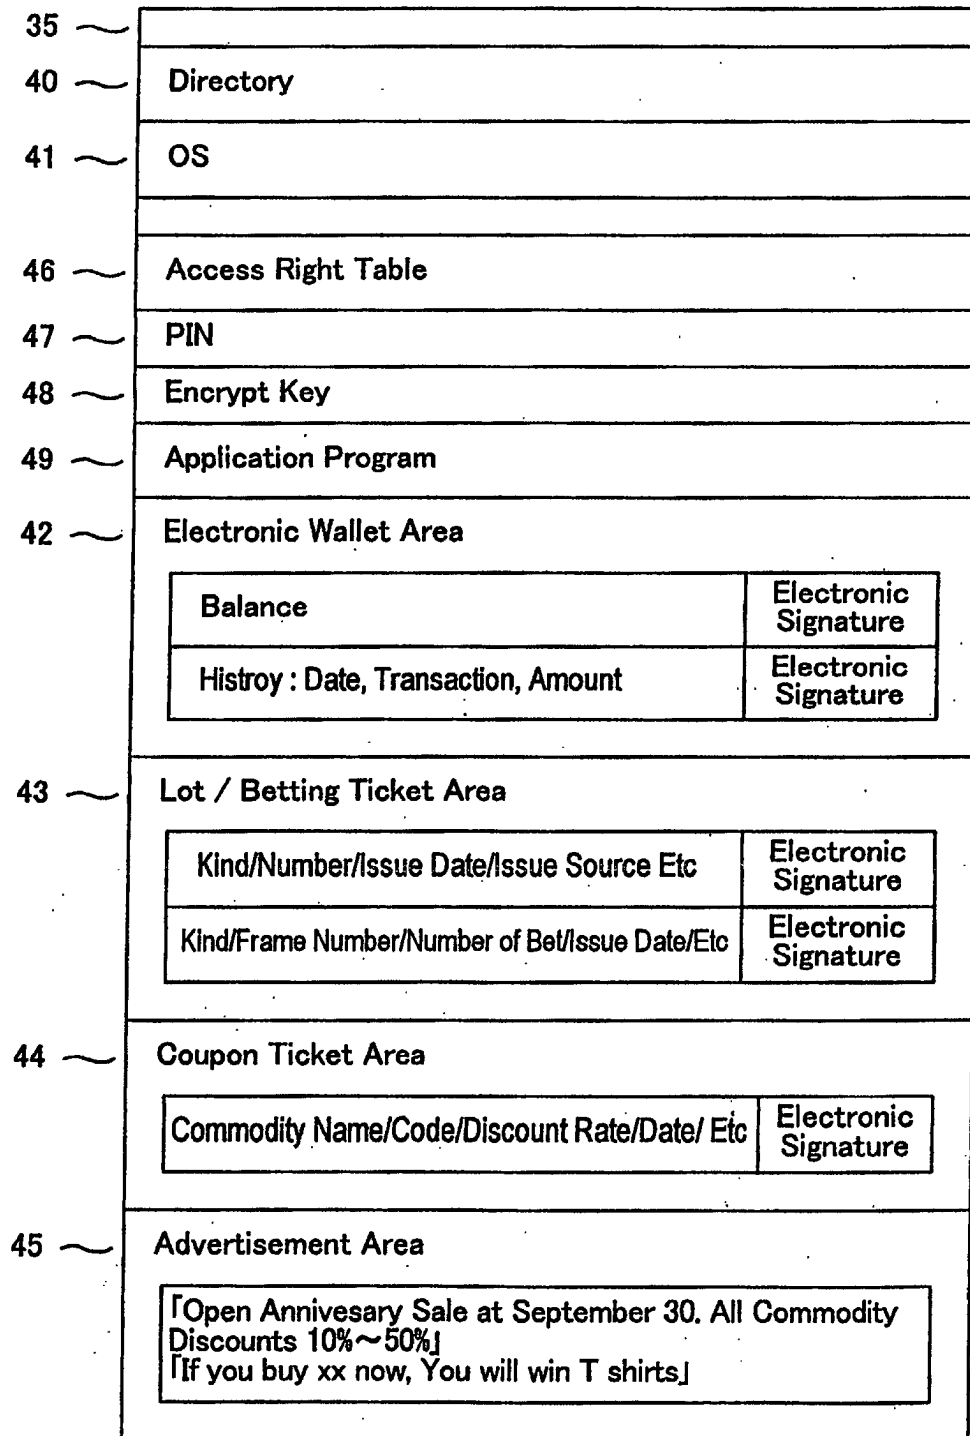 35
40 Directory
41 OS
46 Access Right Table
47 PIN
48 Encrypt Key
49 Application Program
42 Electronic Wallet Area
Balance Electronic
Signature
Histroy : Date, Transaction, Amount Electronic
Signature
43 Lot / Betting Ticket Area
Kind/Number/Issue Date/Issue Source Etc Electronic
Signature
Kind/Frame Number/Number of Bet/Issue Date/Etc Electronic
Signature
44 Coupon Ticket Area
Commodity Name/Code/Discount Rate/Date/ Etc Electronic
Signature
45 Advertisement Area
「Open Annivesary Sale at September 30. All Commodity
Discounts 10%～50%」
「If you buy xx now, You will win T shirts」